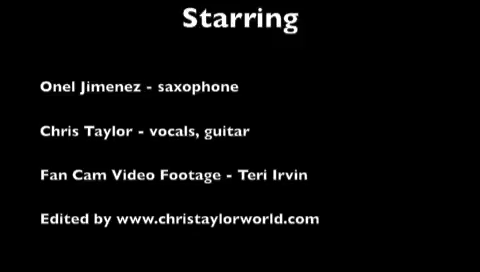 Starring
Onel Jimenez - saxophone
Chris Taylor - vocals, guitar
Fan Cam Video Footage - Teri Irvin
Edited by www.christaylorworld.com